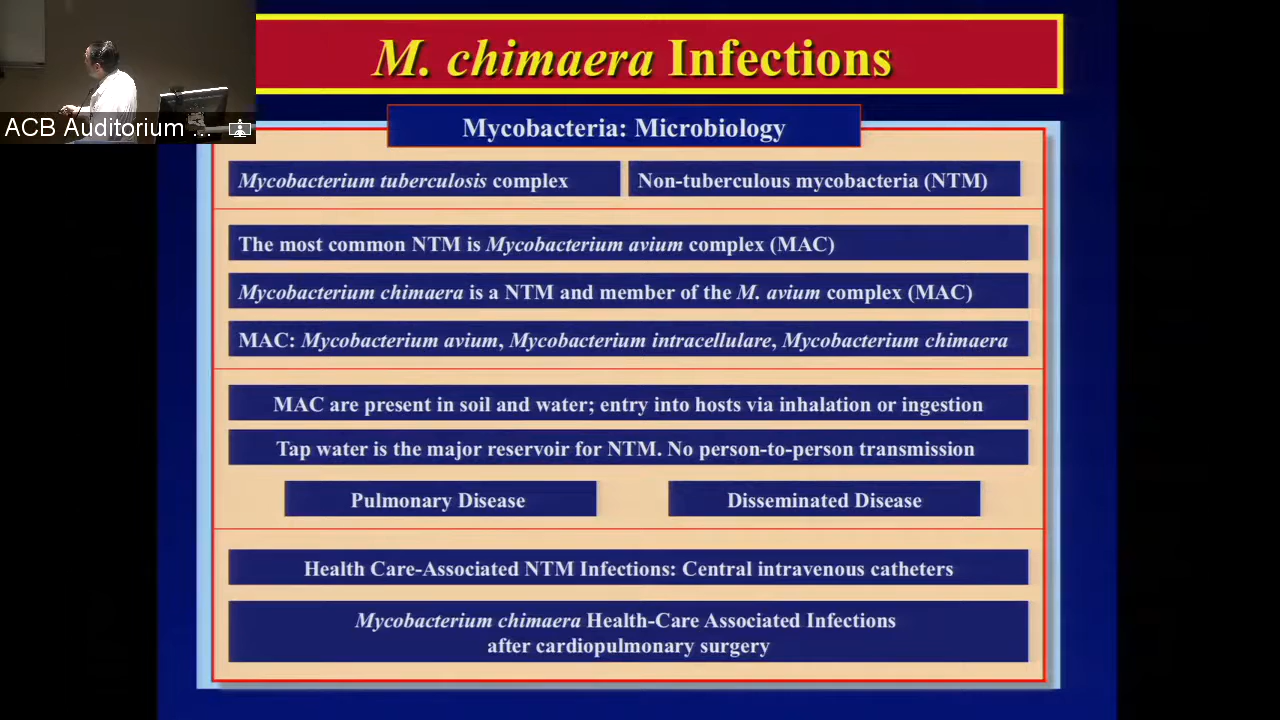 M. chimaera Infections
ACB Auditorium ...
Mycobacteria: Microbiology
Mycobacterium tuberculosis complex
Non-tuberculous mycobacteria (NTM)
The most common NTM is Mycobacterium avium complex (MAC)
Mycobacterium chimaera is a NTM and member of the M. avium complex (MAC)
MAC: Mycobacterium avium, Mycobacterium intracellulare, Mycobacterium chimaera
MAC are present in soil and water; entry into hosts via inhalation or ingestion
Tap water is the major reservoir for NTM. No person-to-person transmission
Pulmonary Disease
Disseminated Disease
Health Care-Associated NTM Infections: Central intravenous catheters
Mycobacterium chimaera Health-Care Associated Infections
after cardiopulmonary surgery